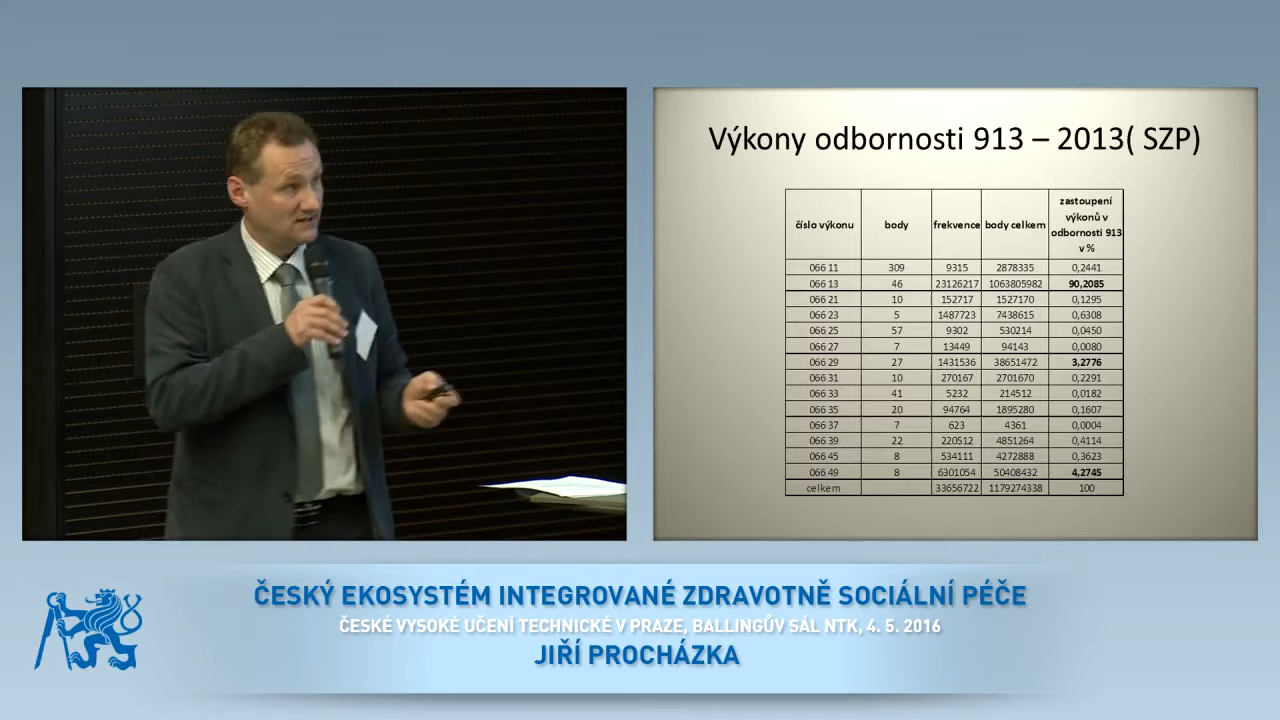 Výkony odbornosti 913 – 2013( SZP)
číslo výkonu body frekvence body celkem zastoupení výkonů v odbornosti 913 v %
066 11 309 9315 2878335 0,2441
066 13 46 23126217 1063805982 90,2085
066 21 10 152717 1527170 0,1295
066 23 5 1487723 7438615 0,6308
066 25 57 9302 530214 0,0450
066 27 7 13449 94143 0,0080
066 29 27 1431536 38651472 3,2776
066 31 10 270167 2701670 0,2291
066 33 41 5232 214512 0,0182
066 35 20 94764 1895280 0,1607
066 37 7 623 4361 0,0004
066 39 22 220512 4851264 0,4114
066 45 8 534111 4272888 0,3623
066 49 8 6301054 50408432 4,2745
celkem 33656722 1179274338 100
ČESKÝ EKOSYSTÉM INTEGROVANÉ ZDRAVOTNĚ SOCIÁLNÍ PÉČE
ČESKÉ VYSOKÉ UČENÍ TECHNICKÉ V PRAZE, BALLINGŮV SÁL NTK, 4. 5. 2016
JIŘÍ PROCHÁZKA